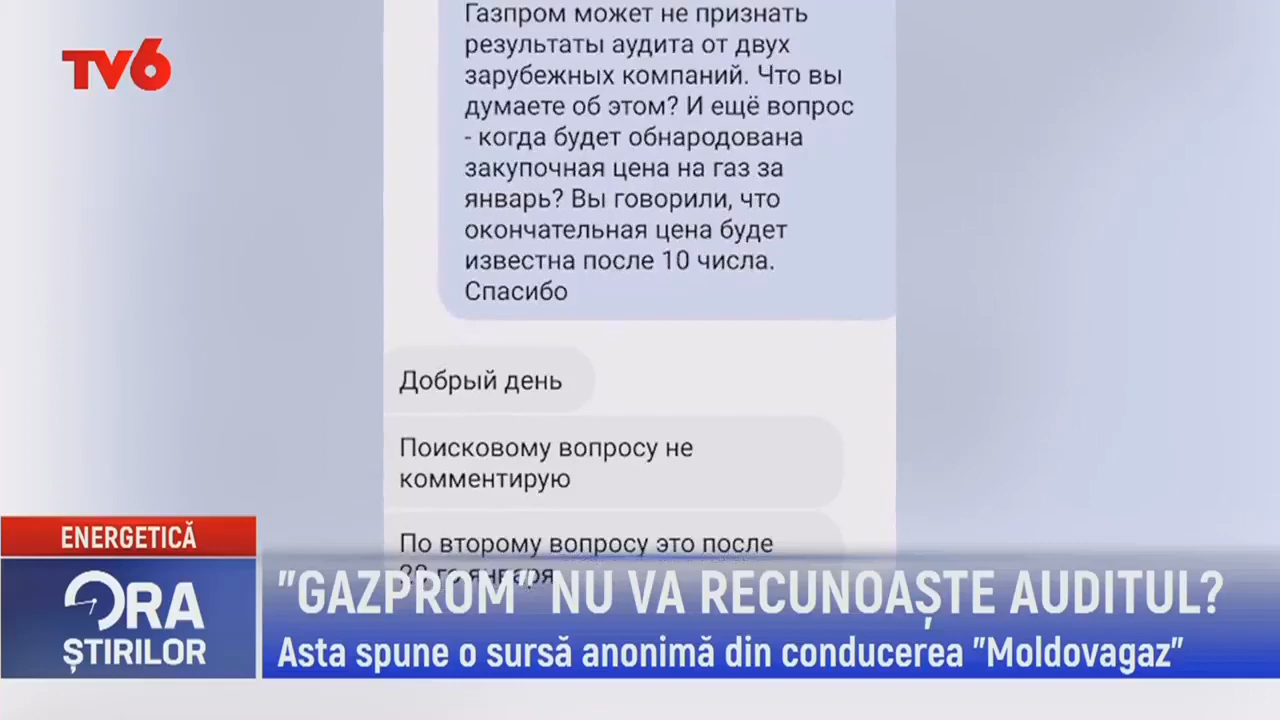 TV6
Газпром может не признать
результаты аудита от двух
зарубежных компаний. Что вы
думаете об этом? И ещё вопрос
- когда будет обнародована
закупочная цена на газ за
январь? Вы говорили, что
окончательная цена будет
известна после 10 числа.
Спасибо
Добрый день
Поисковому вопросу не
комментирую
По второму вопросу это после
го января
ENERGETICĂ
ORA
ȘTIRILOR
"GAZPROM" NU VA RECUNOAȘTE AUDITUL?
Asta spune o sursă anonimă din conducerea "Moldovagaz"